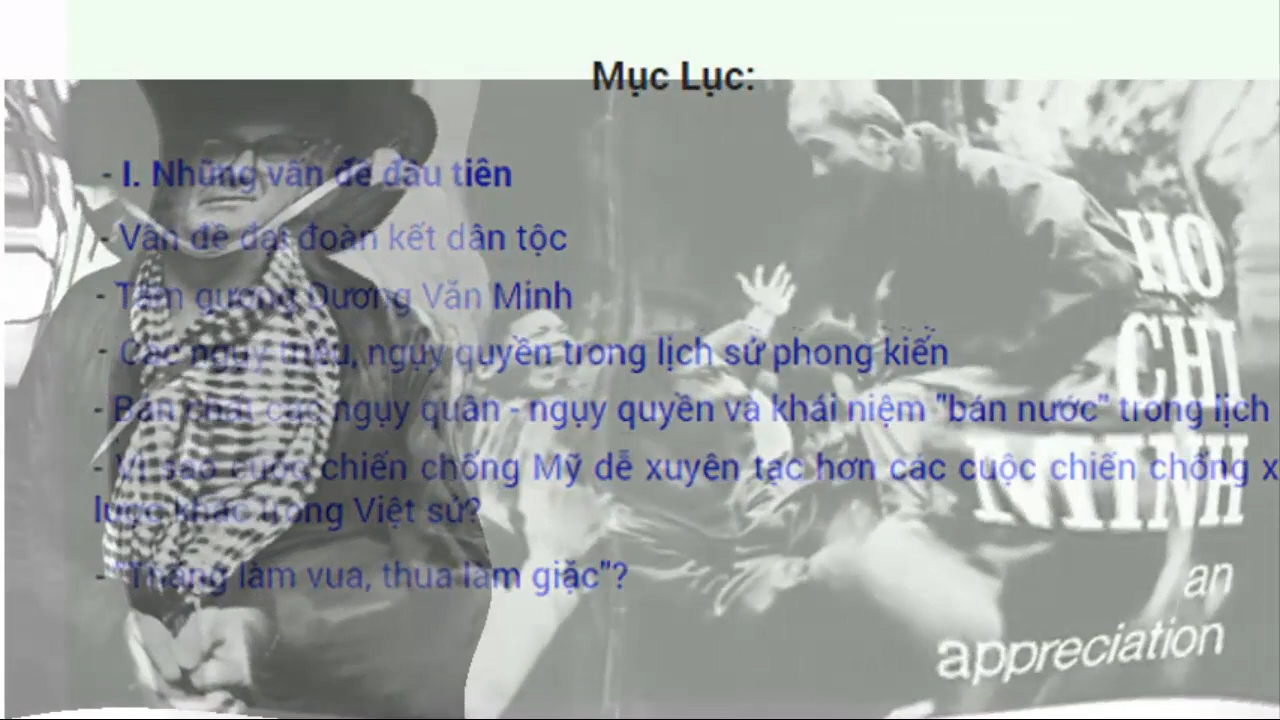 Mục Lục:
- I. Những vấn đề đầu tiên
- Vấn đề đại đoàn kết dân tộc
- Tấm gương Dương Văn Minh
- Các ngụy triều, ngụy quyền trong lịch sử phong kiến
- Bản chất các ngụy quân - ngụy quyền và khái niệm "bán nước" trong lịch
- Vì sao cuộc chiến chống Mỹ dễ xuyên tạc hơn các cuộc chiến chống x
lược khác trong Việt sử?
- "Thắng làm vua, thua làm giặc"?
HO
CHI
MINH
an
appreciation